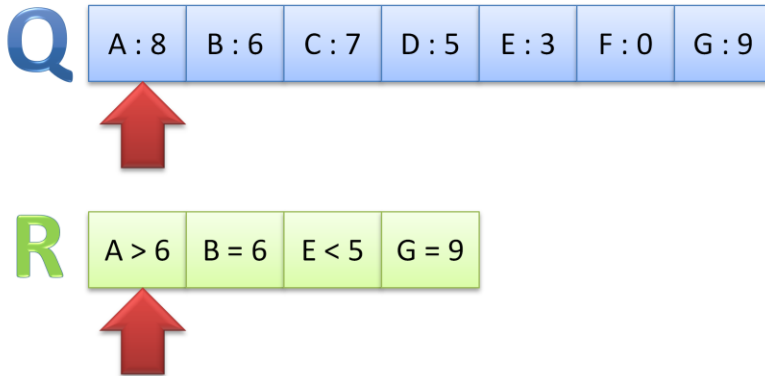 Q A : 8 B : 6 C : 7 D : 5 E : 3 F : 0 G : 9
R A > 6 B = 6 E < 5 G = 9